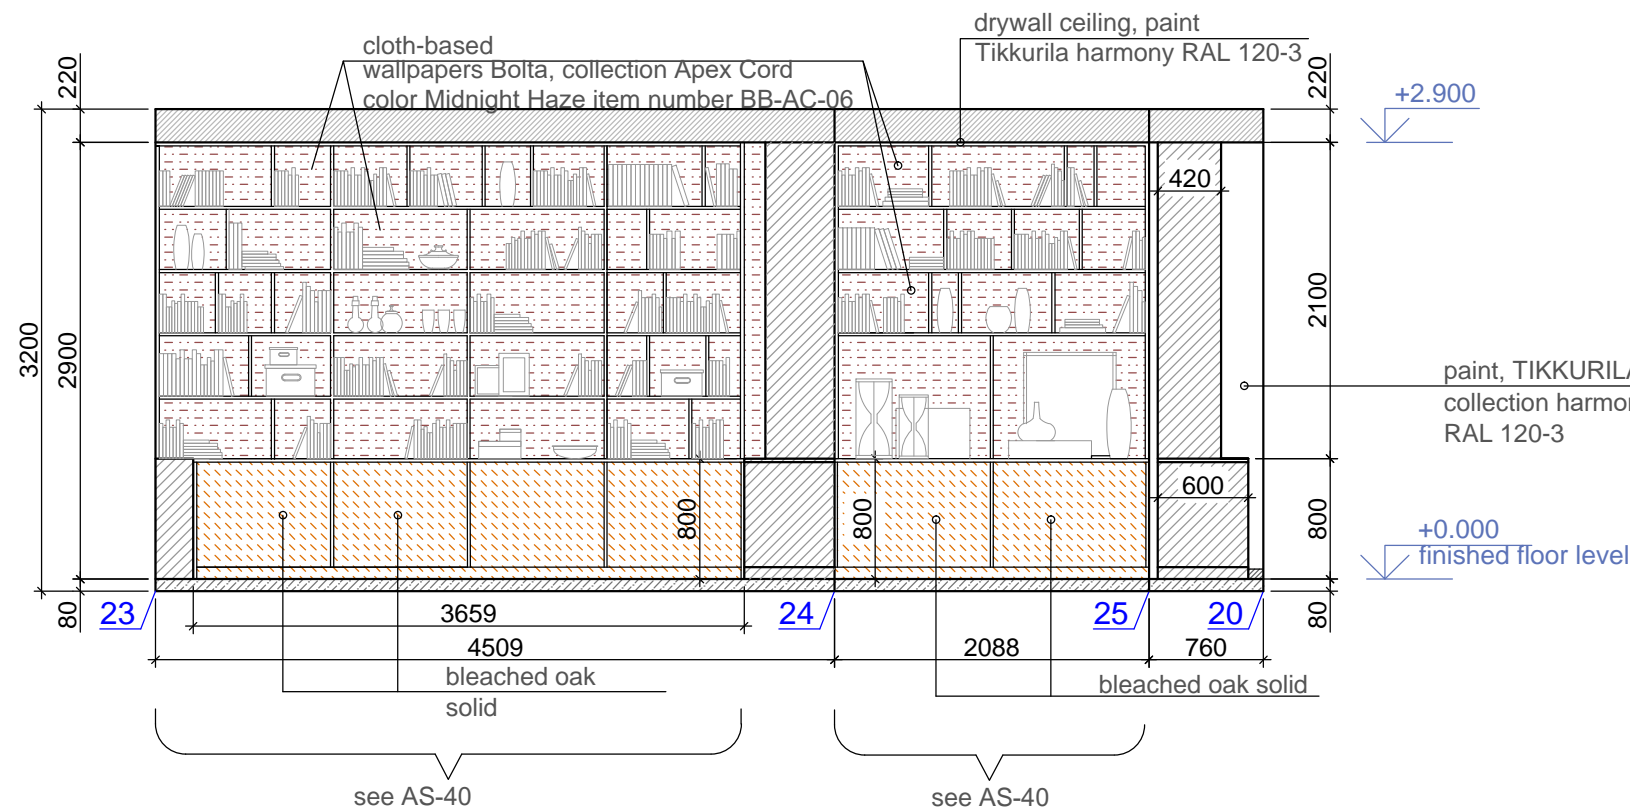 drywall ceiling, paint
Tikkurila harmony RAL 120-3
cloth-based
wallpapers Bolta, collection Apex Cord
color Midnight Haze item number BB-AC-06
220
220
+2.900
420
3200
2900
2100
paint, TIKKURILA
RAL 120-3
600
800
800
800
+0.000
finished floor level
80
80
23
24
25
20
3659
4509
2088
760
bleached oak
solid
bleached oak solid
see AS-40
see AS-40